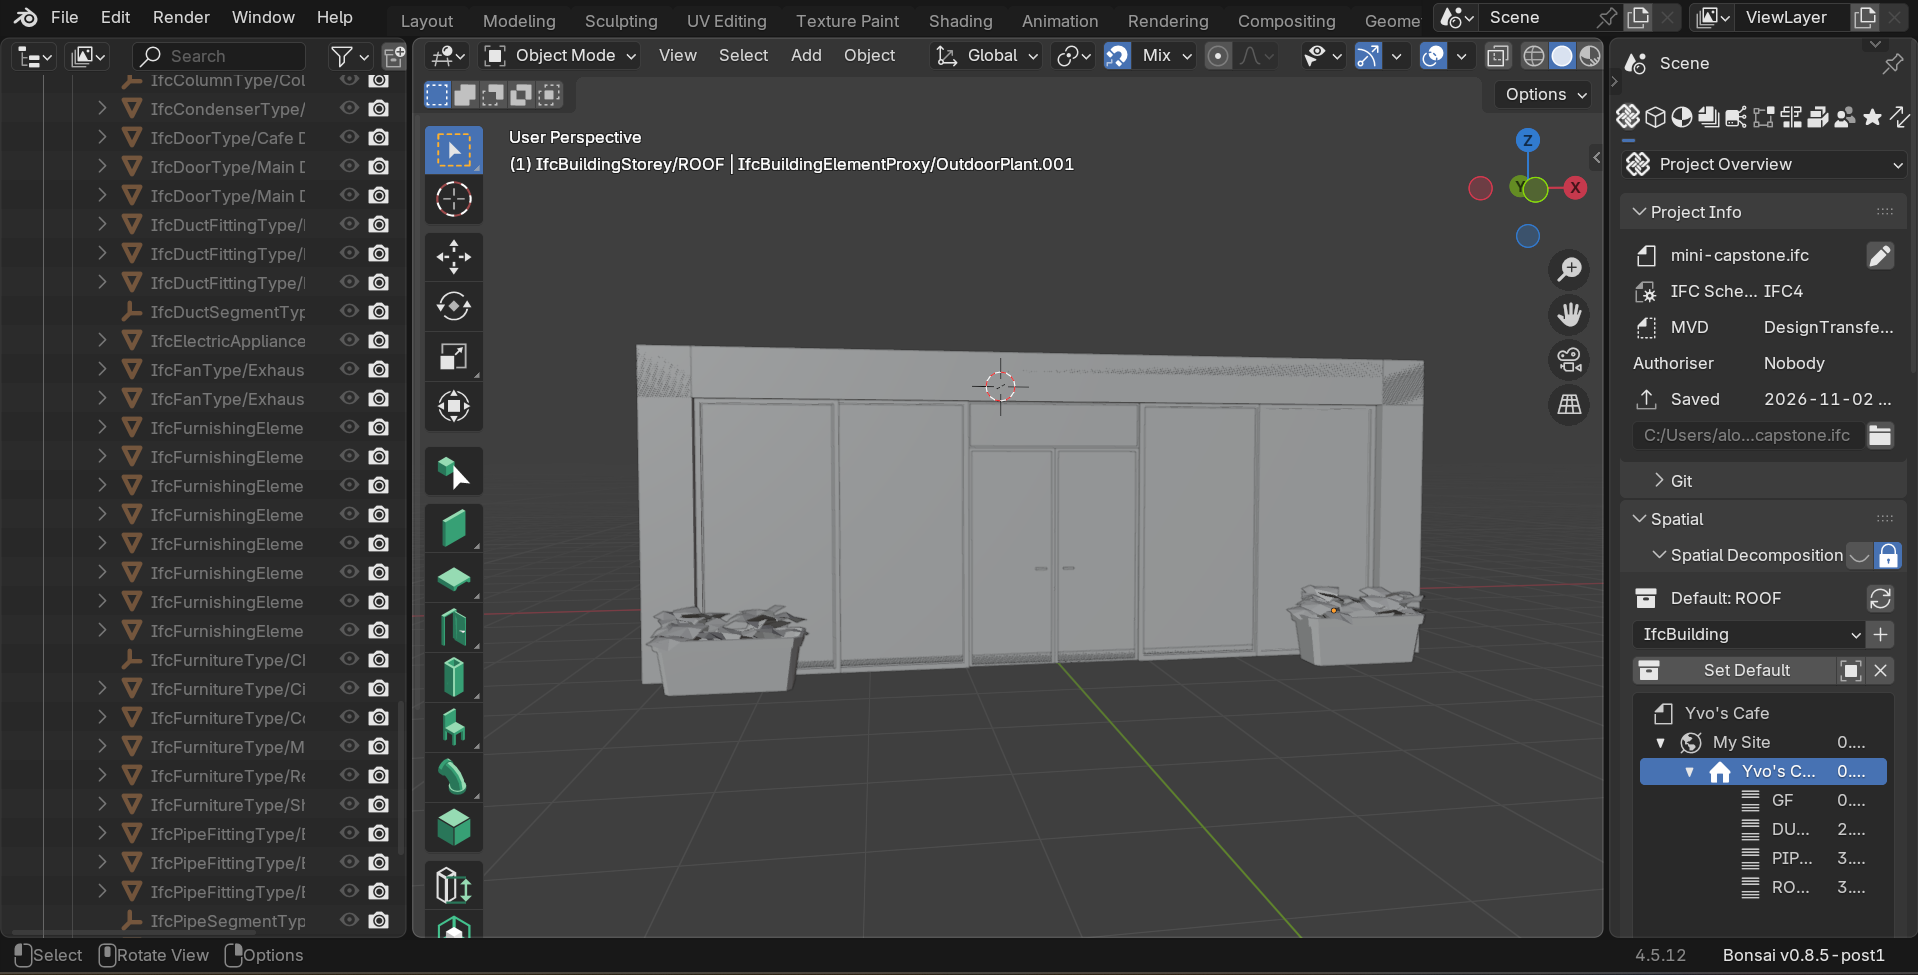 File Edit Render Window Help
Layout Modeling Sculpting UV Editing Texture Paint Shading Animation Rendering Compositing Geome
Scene
ViewLayer
Search
IfcColumnType/Col
IfcCondenserType/
IfcDoorType/Cafe D
IfcDoorType/Main D
IfcDoorType/Main D
IfcDuctFittingType/
IfcDuctFittingType/
IfcDuctFittingType/
IfcDuctSegmentTyp
IfcElectricAppliance
IfcFanType/Exhaus
IfcFanType/Exhaus
IfcFurnishingEleme
IfcFurnishingEleme
IfcFurnishingEleme
IfcFurnishingEleme
IfcFurnishingEleme
IfcFurnishingEleme
IfcFurnishingEleme
IfcFurnishingEleme
IfcFurnitureType/Cl
IfcFurnitureType/Ci
IfcFurnitureType/Co
IfcFurnitureType/M
IfcFurnitureType/Re
IfcFurnitureType/Sl
IfcPipeFittingType/E
IfcPipeFittingType/E
IfcPipeFittingType/E
IfcPipeSegmentTyp
Object Mode View Select Add Object Global Mix
Options
User Perspective
(1) IfcBuildingStorey/ROOF | IfcBuildingElementProxy/OutdoorPlant.001
Z
Y
X
Scene
Project Overview
Project Info
mini-capstone.ifc
IFC Sche... IFC4
MVD DesignTransfe...
Authoriser Nobody
Saved 2026-11-02 ...
C:/Users/alo...capstone.ifc
Git
Spatial
Spatial Decomposition
Default: ROOF
IfcBuilding
Set Default
Yvo's Cafe
My Site 0....
Yvo's C... 0....
GF 0....
DU... 2....
PIP... 3....
RO... 3....
Select Rotate View Options
4.5.12 Bonsai v0.8.5-post1